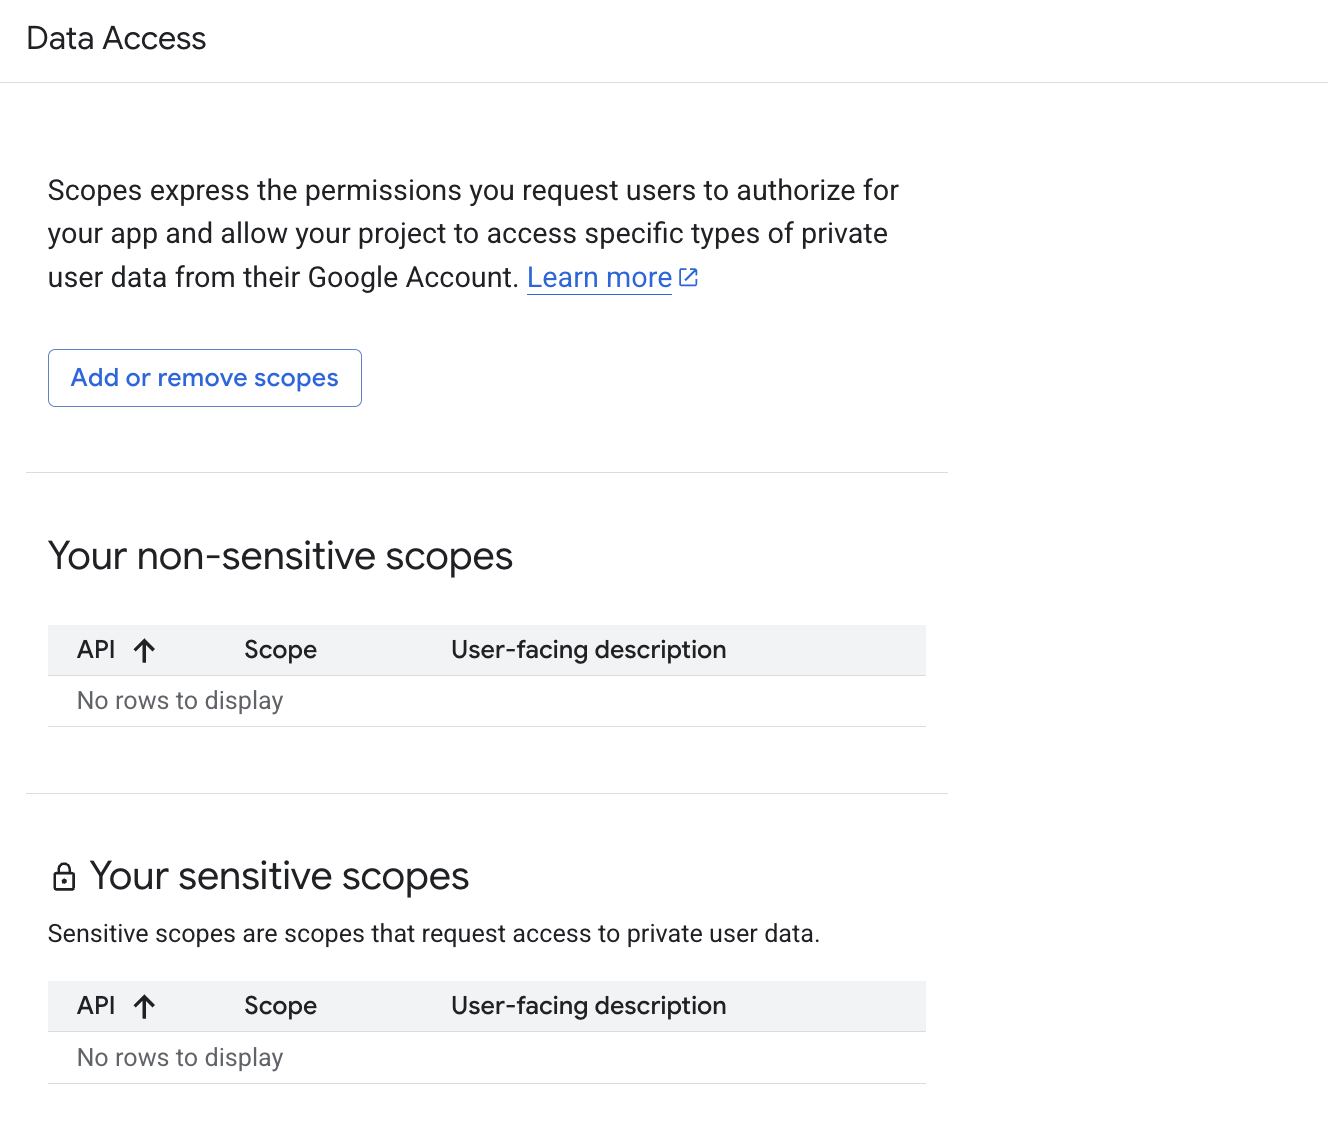 Data Access
Scopes express the permissions you request users to authorize for
your app and allow your project to access specific types of private
user data from their Google Account. Learn more
Add or remove scopes
Your non-sensitive scopes
API Scope User-facing description
No rows to display
Your sensitive scopes
Sensitive scopes are scopes that request access to private user data.
API Scope User-facing description
No rows to display